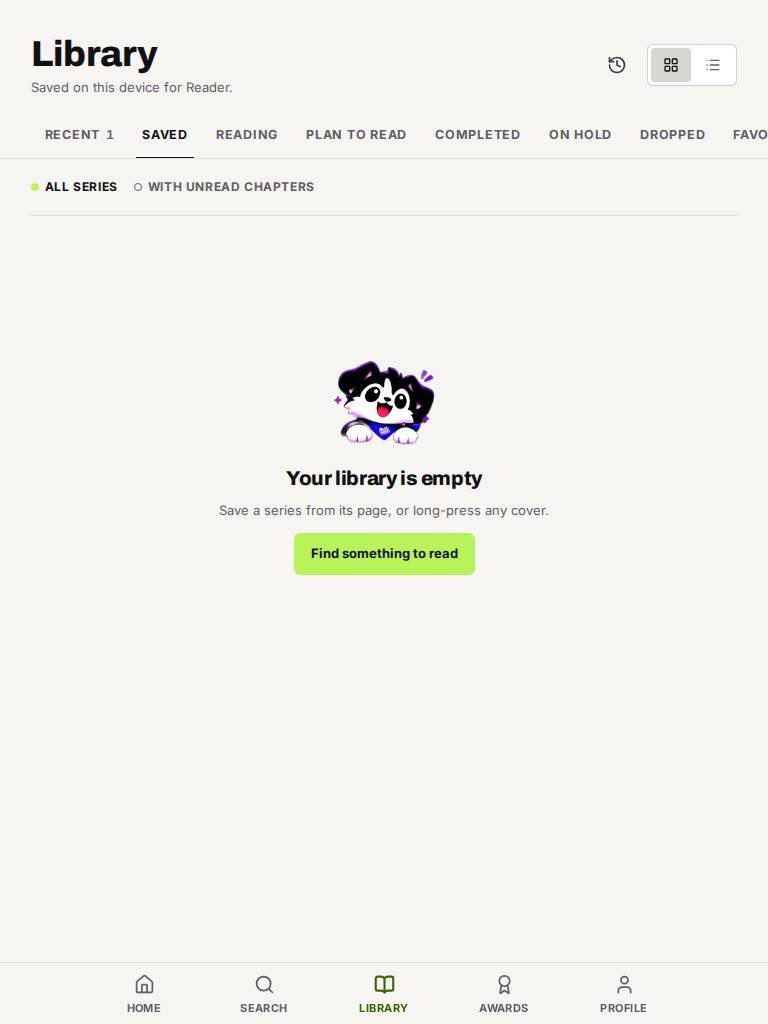 Library
Saved on this device for Reader.
RECENT 1 SAVED READING PLAN TO READ COMPLETED ON HOLD DROPPED FAVO
ALL SERIES WITH UNREAD CHAPTERS
Your library is empty
Save a series from its page, or long-press any cover.
Find something to read
HOME SEARCH LIBRARY AWARDS PROFILE